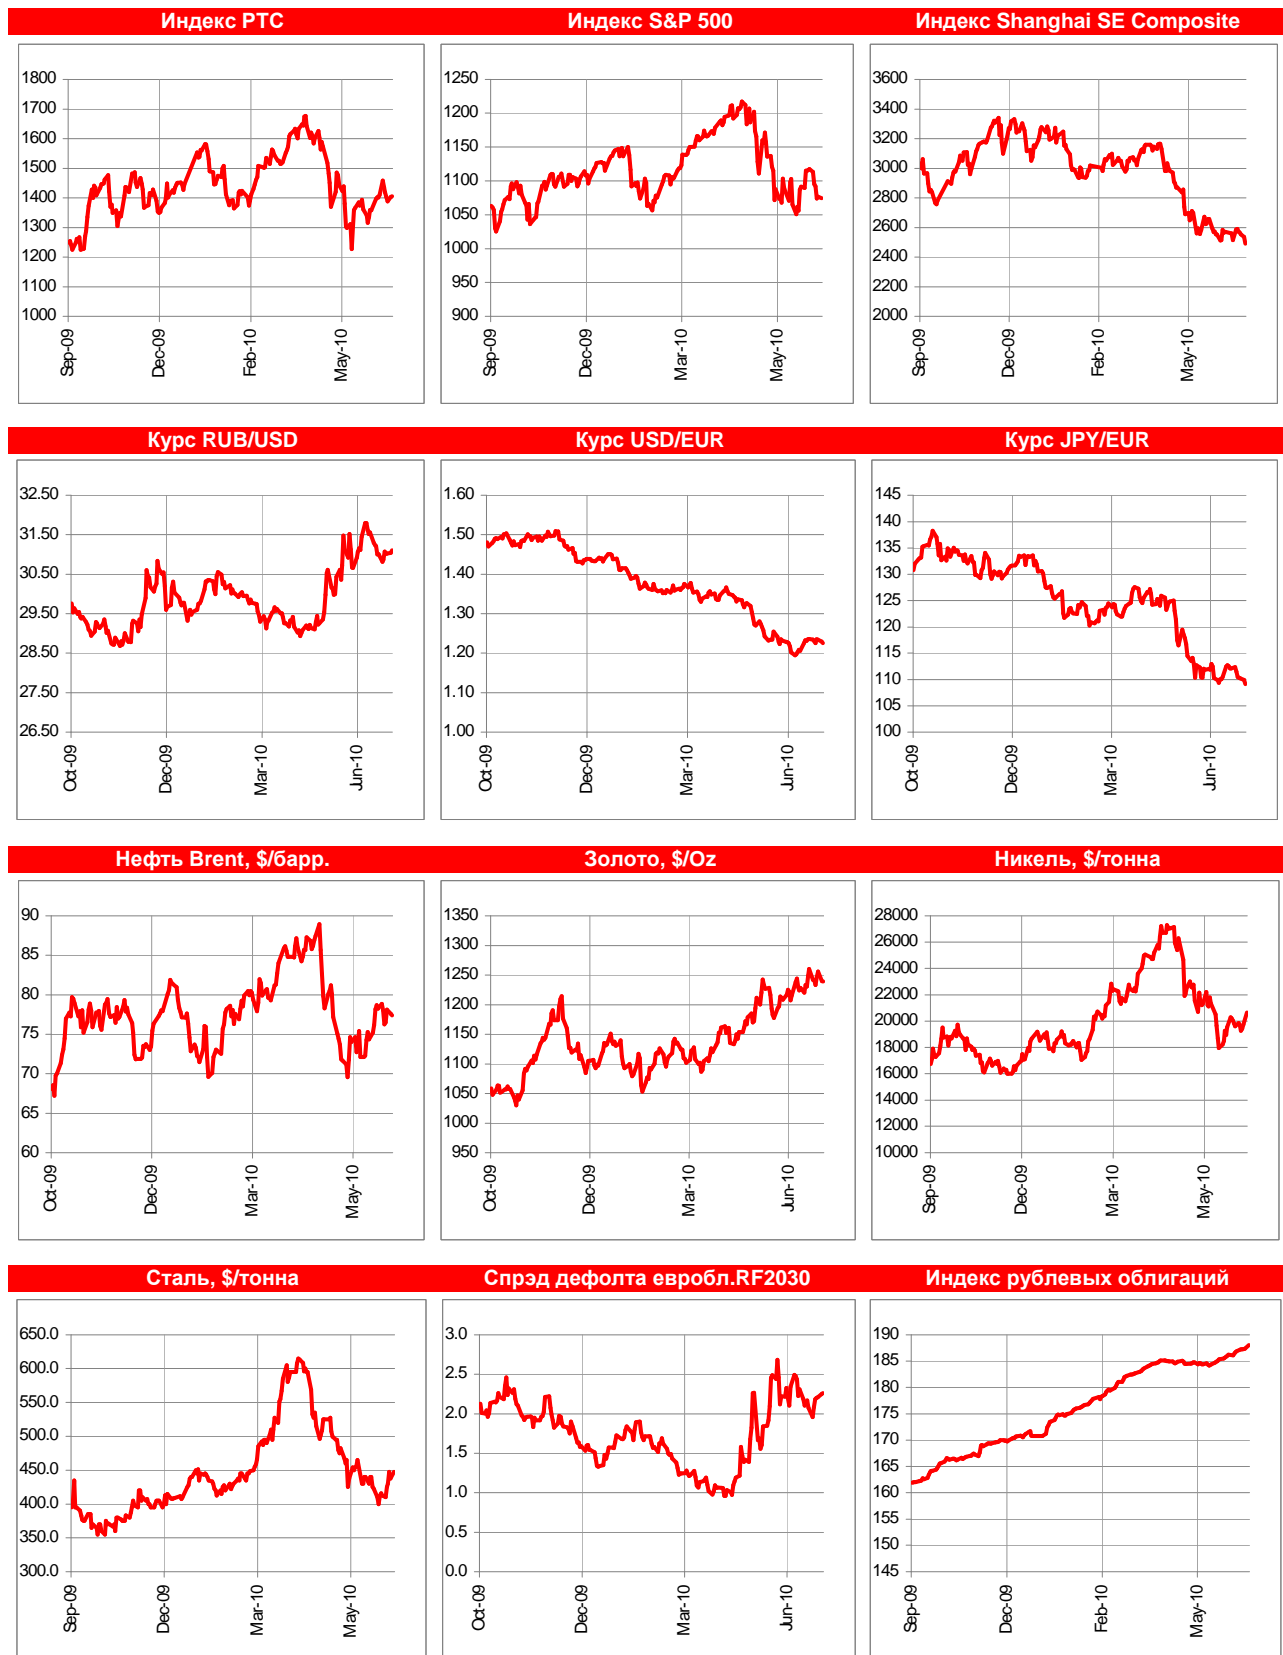 Индекс РТС
1800
1700
1600
1500
1400
1300
1200
1100
1000
Sep-09
Dec-09
Feb-10
May-10
Индекс S&P 500
1250
1200
1150
1100
1050
1000
950
900
Sep-09
Dec-09
Mar-10
May-10
Индекс Shanghai SE Composite
3600
3400
3200
3000
2800
2600
2400
2200
2000
Sep-09
Dec-09
Feb-10
May-10
Курс RUB/USD
32.50
31.50
30.50
29.50
28.50
27.50
26.50
Oct-09
Dec-09
Mar-10
Jun-10
Курс USD/EUR
1.60
1.50
1.40
1.30
1.20
1.10
1.00
Oct-09
Dec-09
Mar-10
Jun-10
Курс JPY/EUR
145
140
135
130
125
120
115
110
105
100
Oct-09
Dec-09
Mar-10
Jun-10
Нефть Brent, $/барр.
90
85
80
75
70
65
60
Oct-09
Dec-09
Mar-10
May-10
Золото, $/Oz
1350
1300
1250
1200
1150
1100
1050
1000
950
Oct-09
Dec-09
Mar-10
Jun-10
Никель, $/тонна
28000
26000
24000
22000
20000
18000
16000
14000
12000
10000
Sep-09
Dec-09
Mar-10
May-10
Сталь, $/тонна
650.0
600.0
550.0
500.0
450.0
400.0
350.0
300.0
Sep-09
Dec-09
Mar-10
May-10
Спрэд дефолта евробл.RF2030
3.0
2.5
2.0
1.5
1.0
0.5
0.0
Oct-09
Dec-09
Mar-10
Jun-10
Индекс рублевых облигаций
190
185
180
175
170
165
160
155
150
145
Sep-09
Dec-09
Feb-10
May-10